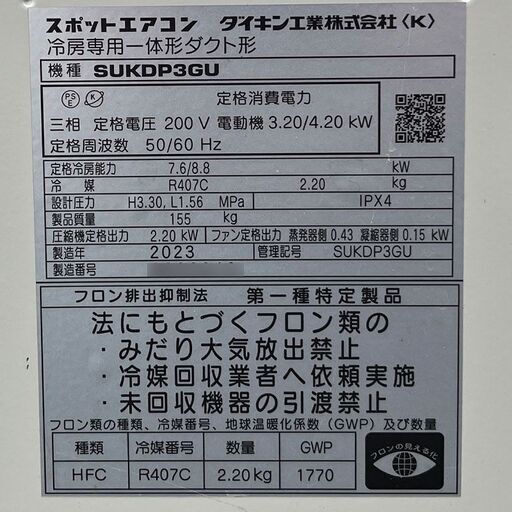 スポットエアコン ダイキン工業株式会社〈K〉
冷房専用一体形ダクト形
機種 SUKDP3GU
PS E K 定格消費電力
三相 定格電圧 200 V 電動機 3.20/4.20 kW
定格周波数 50/60 Hz
定格冷房能力 7.6/8.8 kW
冷媒 R407C 2.20 kg
設計圧力 H3.30, L1.56 MPa IPX4
製品質量 155 kg
圧縮機定格出力 2.20 kW ファン定格出力 蒸発器側 0.43 凝縮器側 0.15 kW
製造年 2023 管理記号 SUKDP3GU
製造番号
フロン排出抑制法 第一種特定製品
法にもとづくフロン類の
・みだり大気放出禁止
・冷媒回収業者へ依頼実施
・未回収機器の引渡禁止
フロン類の種類、冷媒番号、地球温暖化係数（GWP）及び数量
種類 冷媒番号 数量 GWP
HFC R407C 2.20kg 1770
フロンの見える化